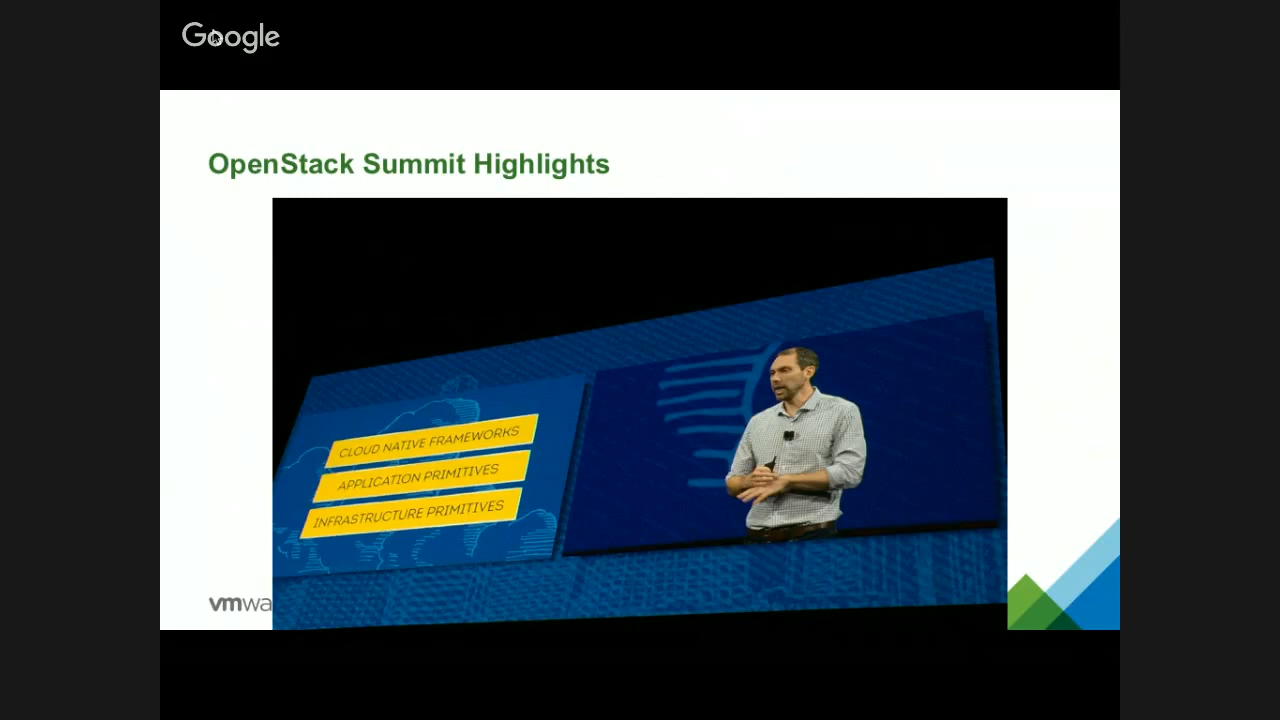 Google
OpenStack Summit Highlights
CLOUD NATIVE FRAMEWORKS
APPLICATION PRIMITIVES
INFRASTRUCTURE PRIMITIVES
vmwa